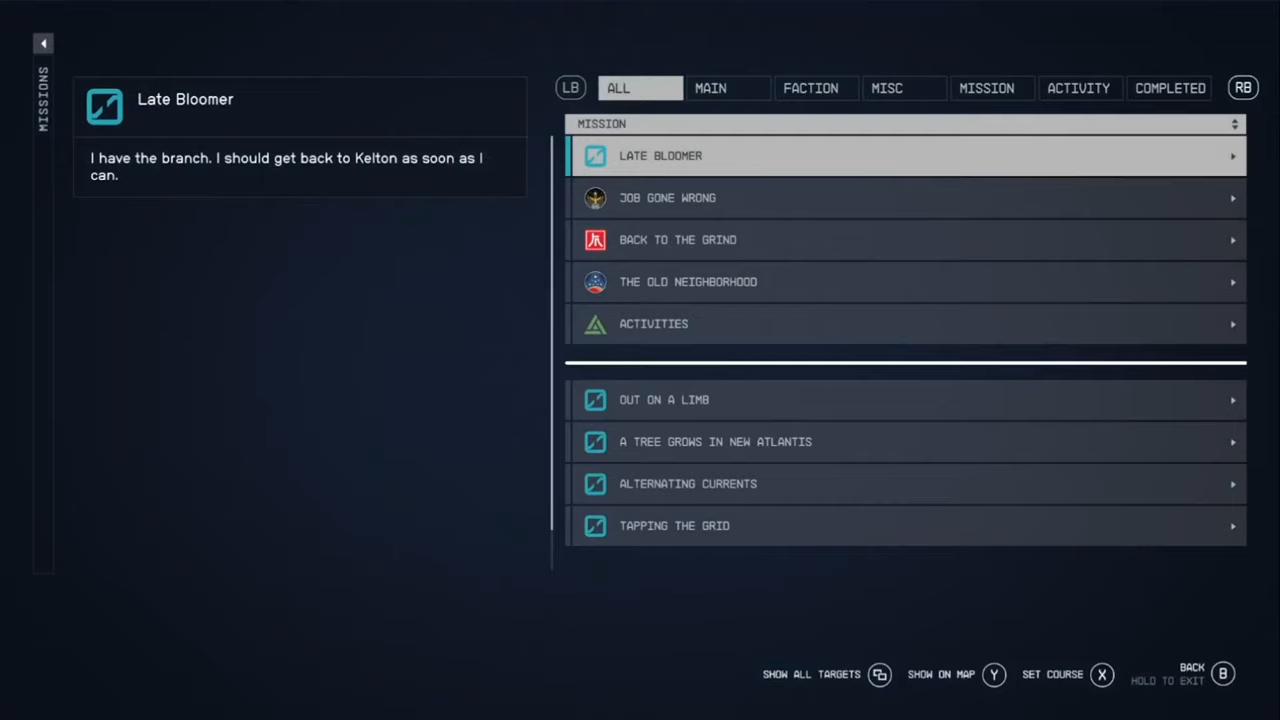 MISSIONS
Late Bloomer
I have the branch. I should get back to Kelton as soon as I
can.
LB ALL MAIN FACTION MISC MISSION ACTIVITY COMPLETED RB
MISSION
LATE BLOOMER
JOB GONE WRONG
BACK TO THE GRIND
THE OLD NEIGHBORHOOD
ACTIVITIES
OUT ON A LIMB
A TREE GROWS IN NEW ATLANTIS
ALTERNATING CURRENTS
TAPPING THE GRID
SHOW ALL TARGETS SHOW ON MAP Y SET COURSE X BACK B
HOLD TO EXIT